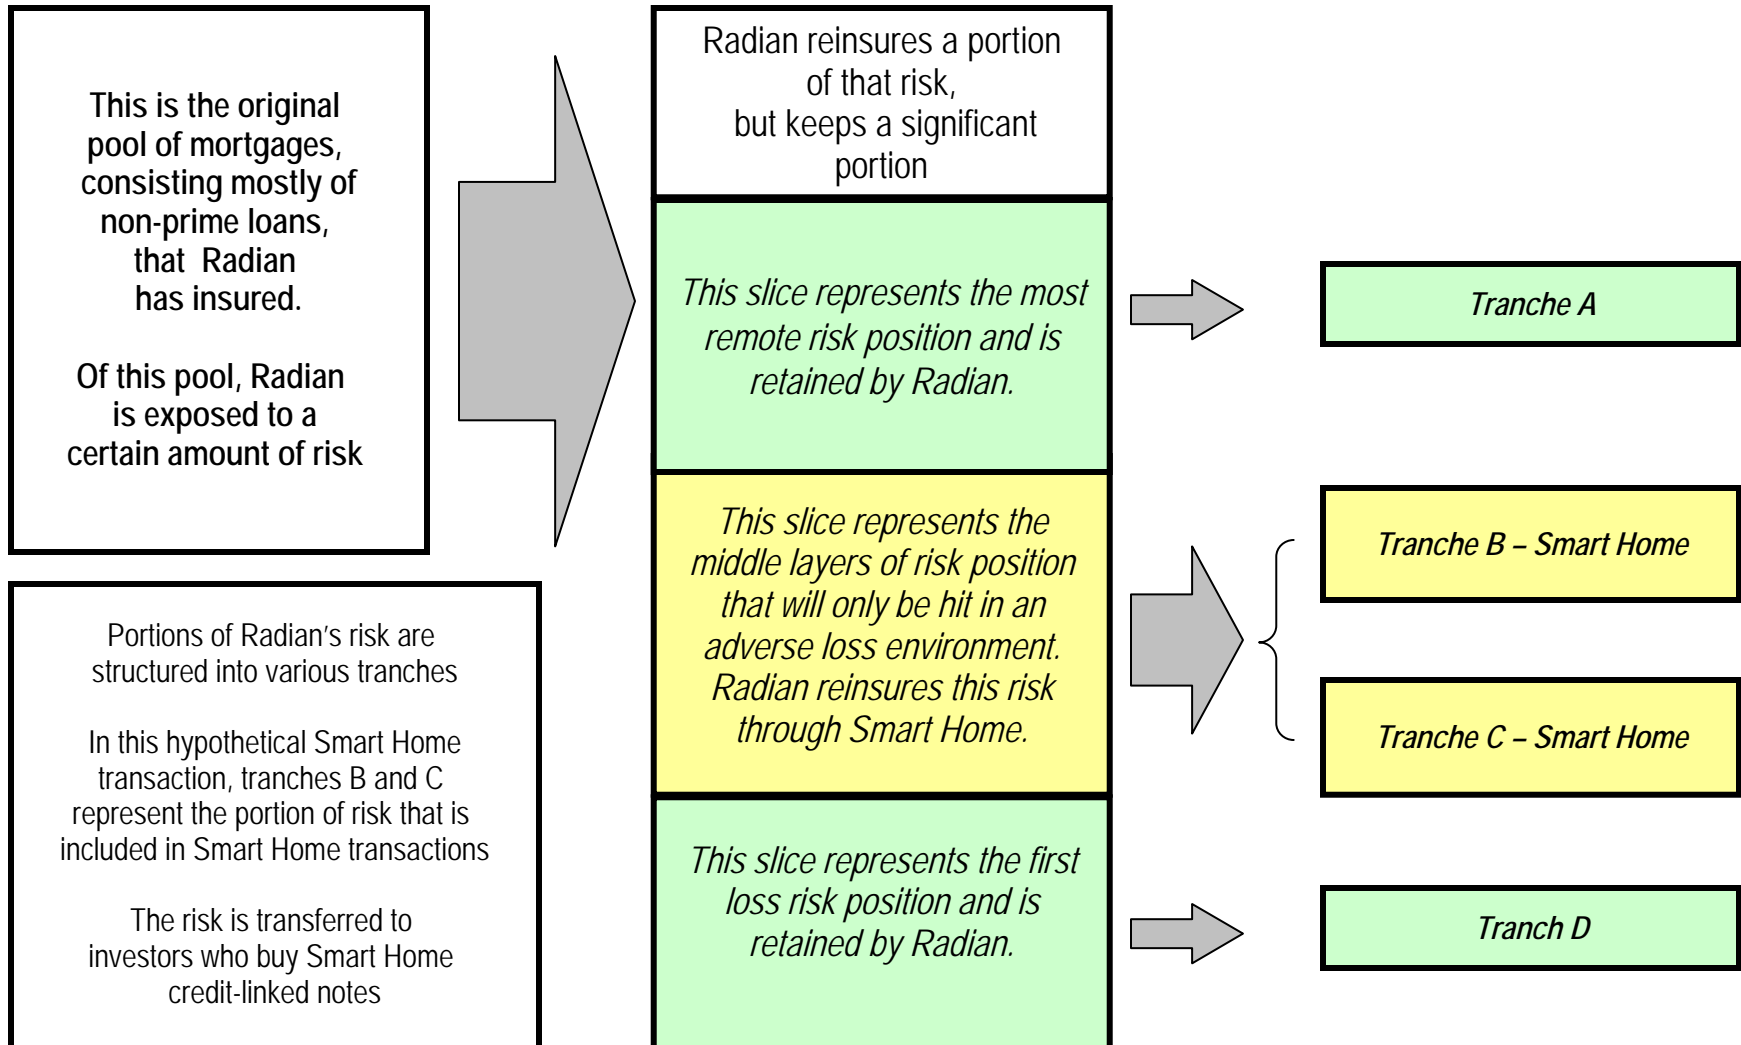 This is the original
pool of mortgages,
consisting mostly of
non-prime loans,
that Radian
has insured.
Of this pool, Radian
is exposed to a
certain amount of risk
Portions of Radian's risk are
structured into various tranches
In this hypothetical Smart Home
transaction, tranches B and C
represent the portion of risk that is
included in Smart Home transactions
The risk is transferred to
investors who buy Smart Home
credit-linked notes
Radian reinsures a portion
of that risk,
but keeps a significant
portion
This slice represents the most
remote risk position and is
retained by Radian.
This slice represents the
middle layers of risk position
that will only be hit in an
adverse loss environment.
Radian reinsures this risk
through Smart Home.
This slice represents the first
loss risk position and is
retained by Radian.
Tranche A
Tranche B – Smart Home
Tranche C – Smart Home
Tranch D